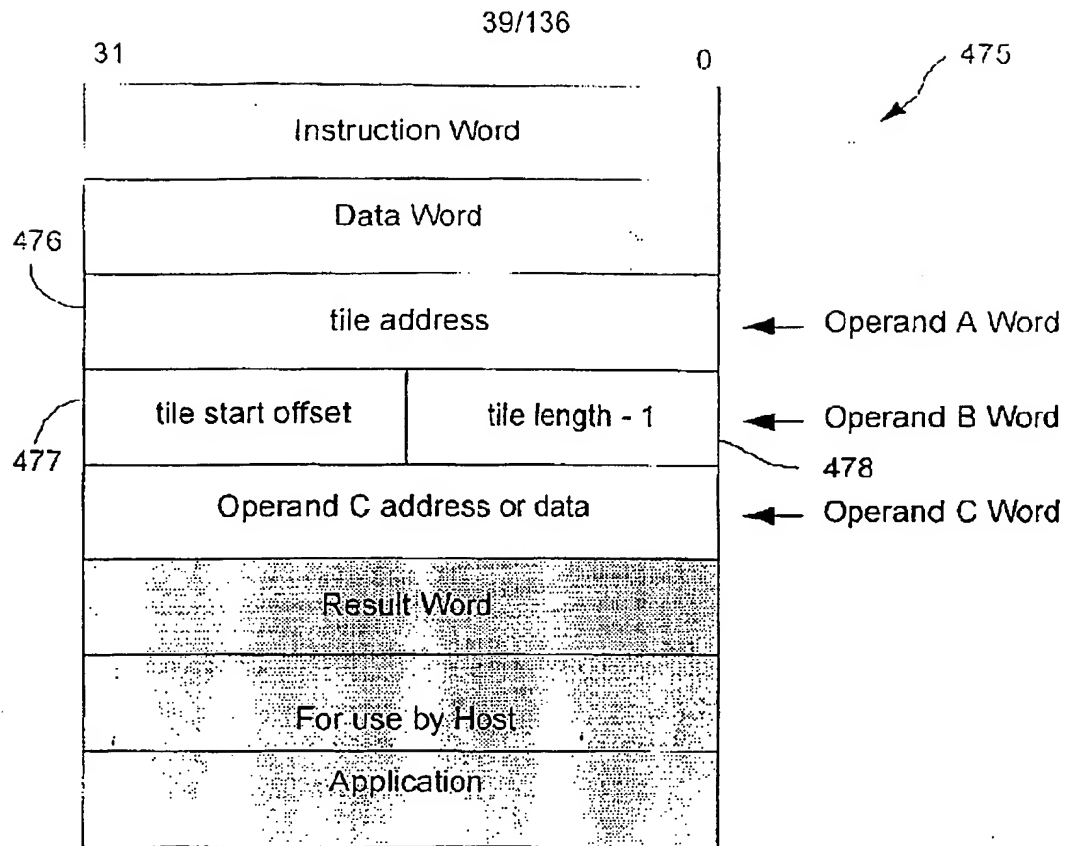 39/136
31
0
475
Instruction Word
Data Word
476
tile address
Operand A Word
tile start offset
tile length - 1
Operand B Word
477
478
Operand C address or data
Operand C Word
Result Word
For use by Host
Application